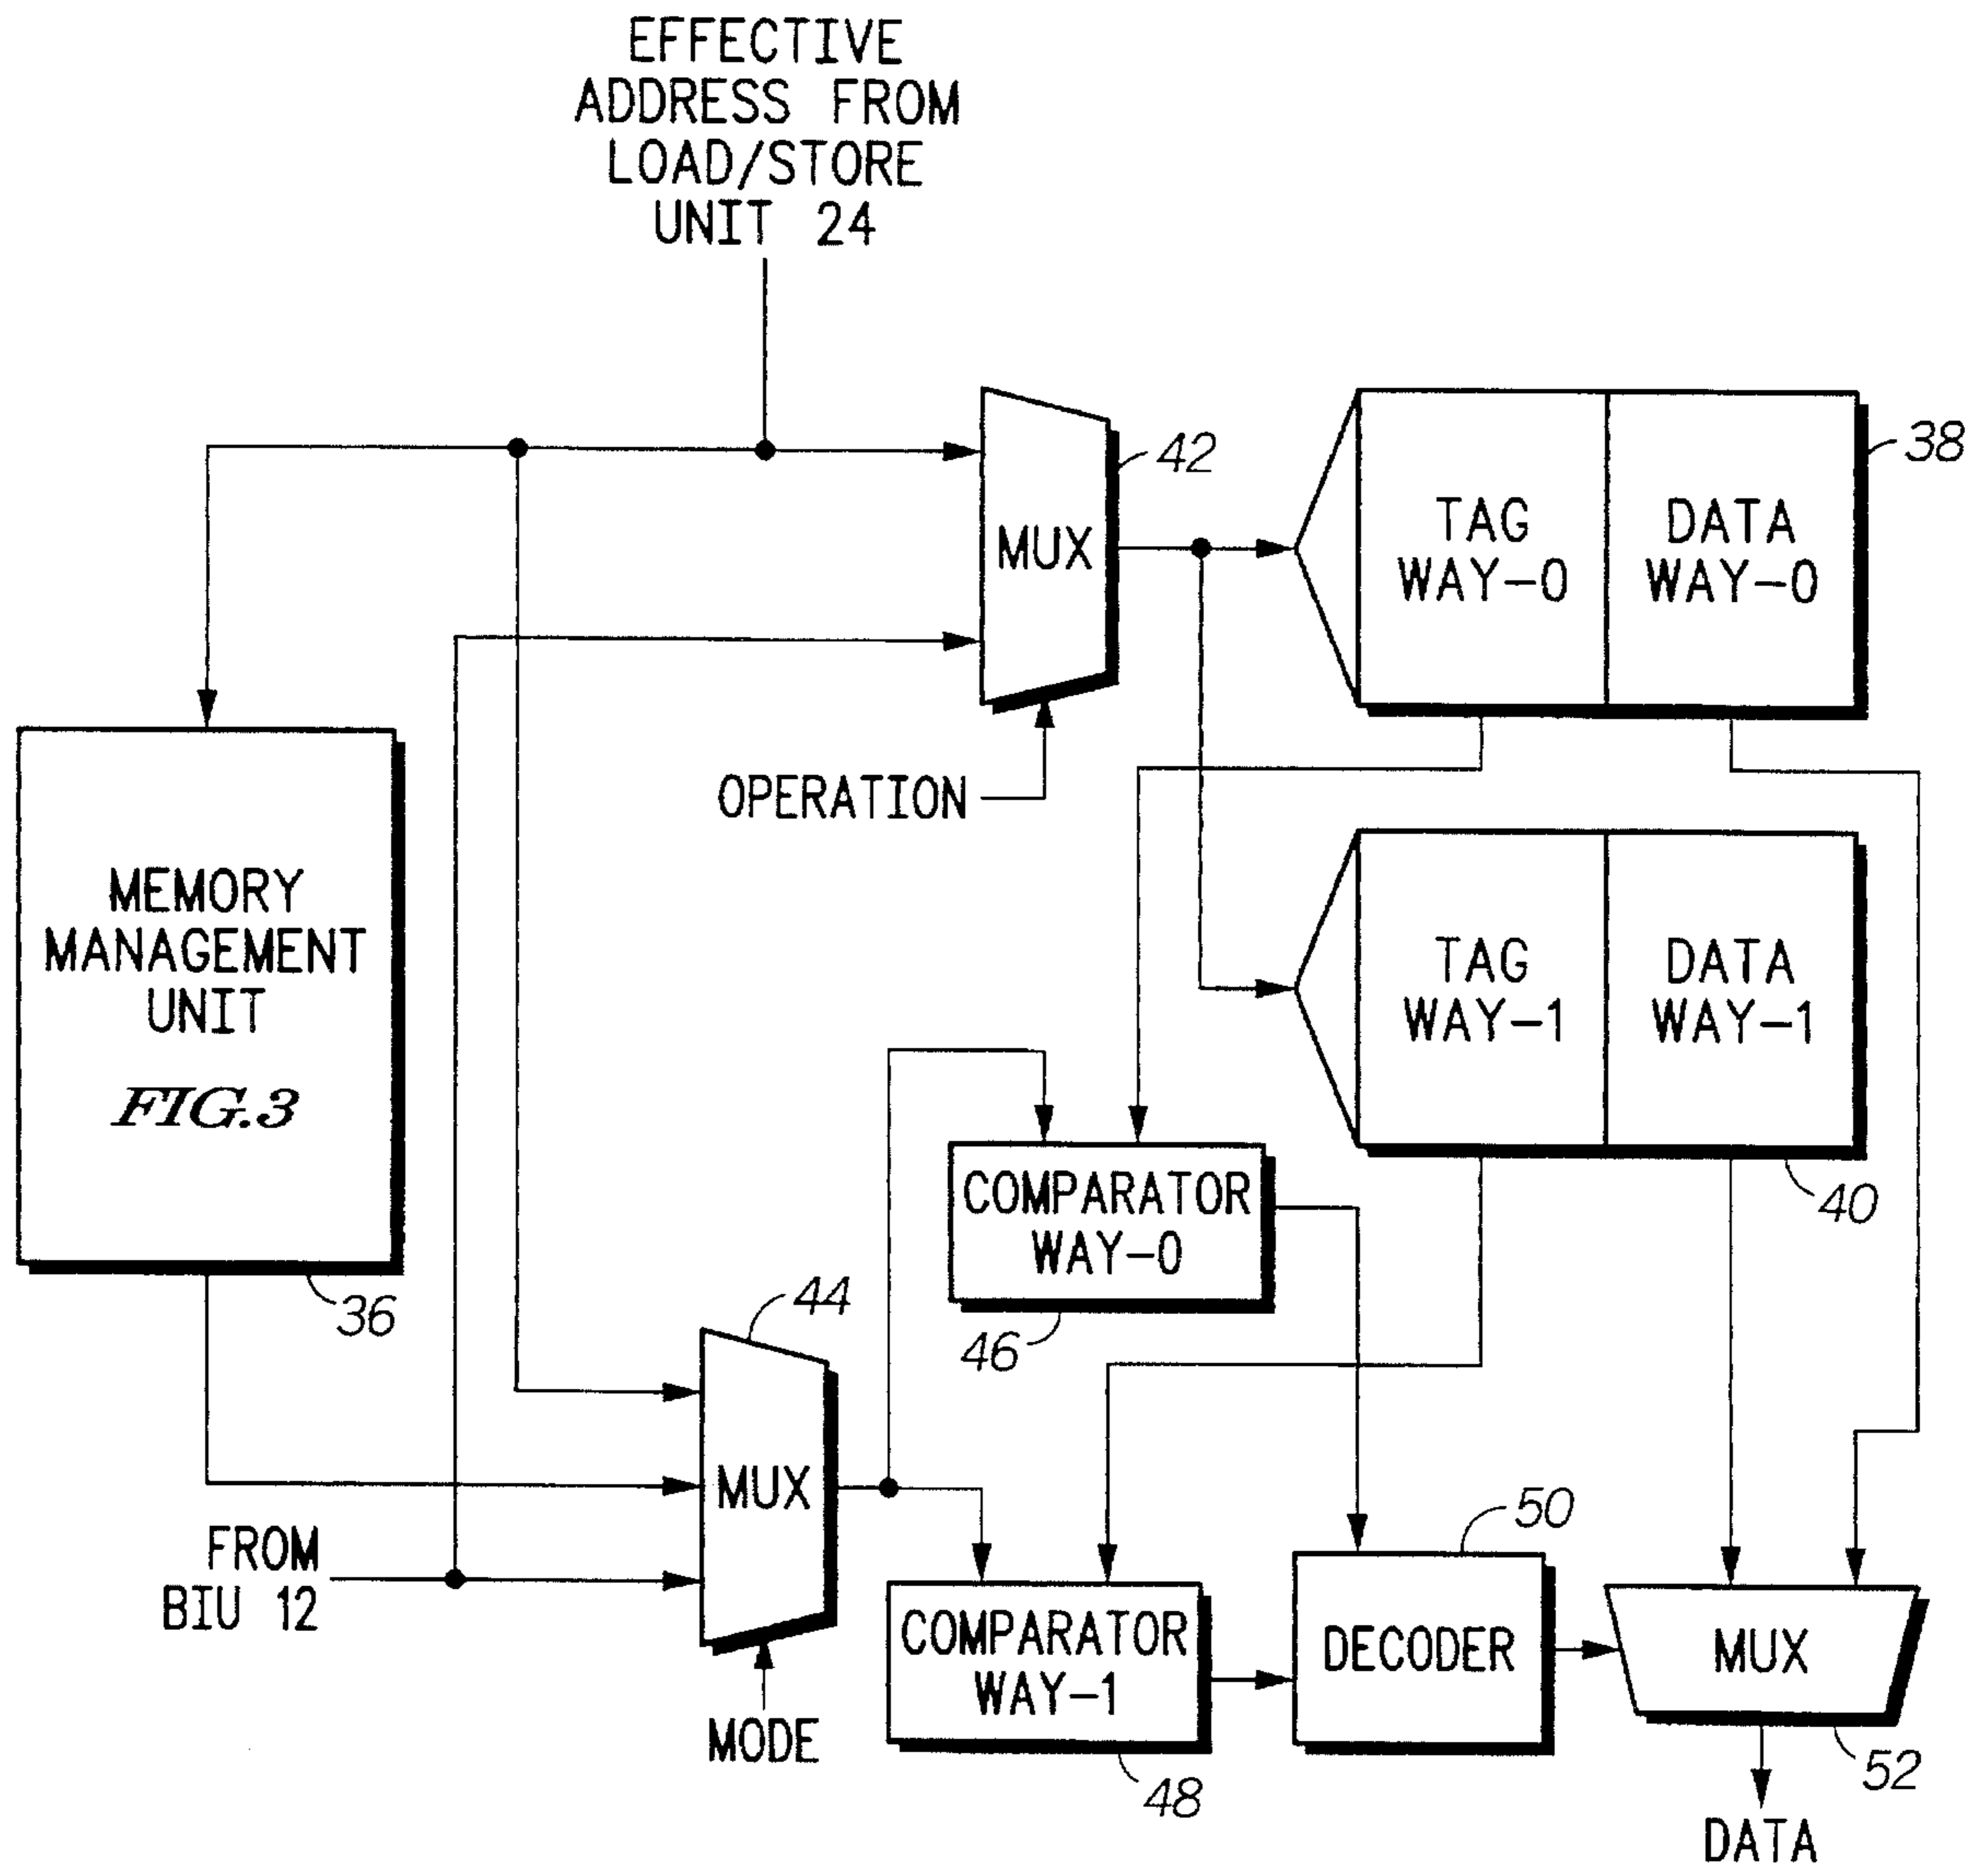 EFFECTIVE
ADDRESS FROM
LOAD/STORE
UNIT 24
42
38
MUX
TAG
WAY-0
DATA
WAY-0
OPERATION
MEMORY
MANAGEMENT
UNIT
FIG.3
36
TAG
WAY-1
DATA
WAY-1
40
COMPARATOR
WAY-0
46
44
MUX
FROM
BIU 12
MODE
COMPARATOR
WAY-1
48
50
DECODER
MUX
52
DATA